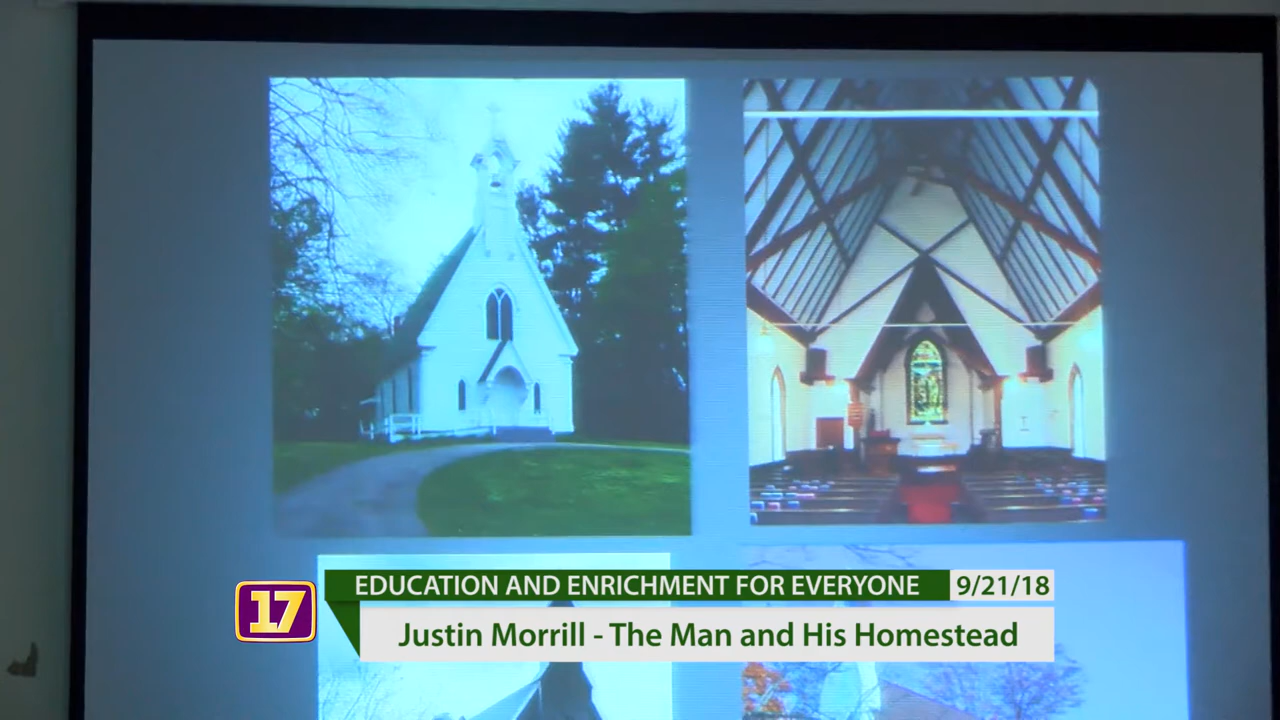 17
EDUCATION AND ENRICHMENT FOR EVERYONE 9/21/18
Justin Morrill - The Man and His Homestead